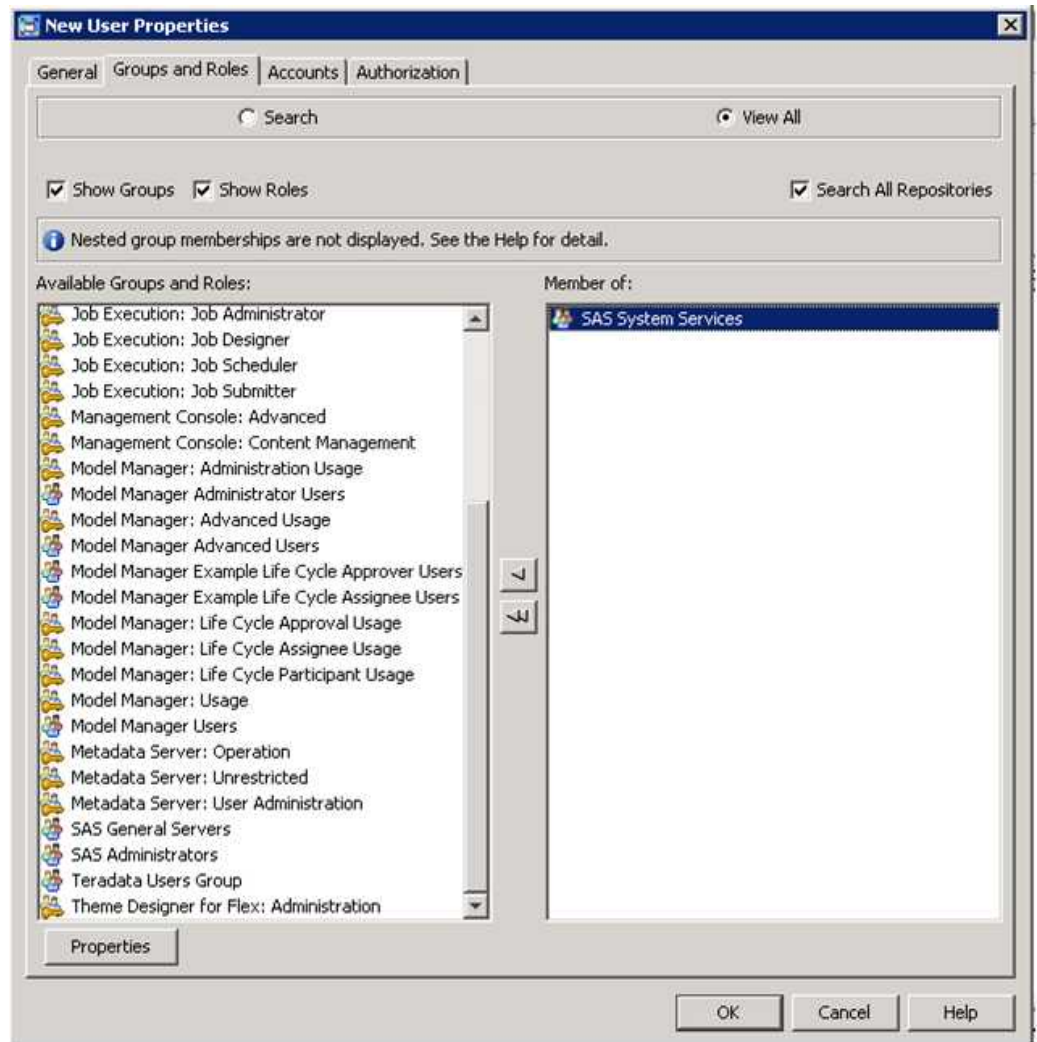 New User Properties
General Groups and Roles Accounts Authorization
Search View All
Show Groups Show Roles Search All Repositories
Nested group memberships are not displayed. See the Help for detail.
Available Groups and Roles: Member of:
Job Execution: Job Administrator
SAS System Services
Job Execution: Job Designer
Job Execution: Job Scheduler
Job Execution: Job Submitter
Management Console: Advanced
Management Console: Content Management
Model Manager: Administration Usage
Model Manager Administrator Users
Model Manager: Advanced Usage
Model Manager Advanced Users
Model Manager Example Life Cycle Approver Users
Model Manager Example Life Cycle Assignee Users
Model Manager: Life Cycle Approval Usage
Model Manager: Life Cycle Assignee Usage
Model Manager: Life Cycle Participant Usage
Model Manager: Usage
Model Manager Users
Metadata Server: Operation
Metadata Server: Unrestricted
Metadata Server: User Administration
SAS General Servers
SAS Administrators
Teradata Users Group
Theme Designer for Flex: Administration
Properties
OK Cancel Help